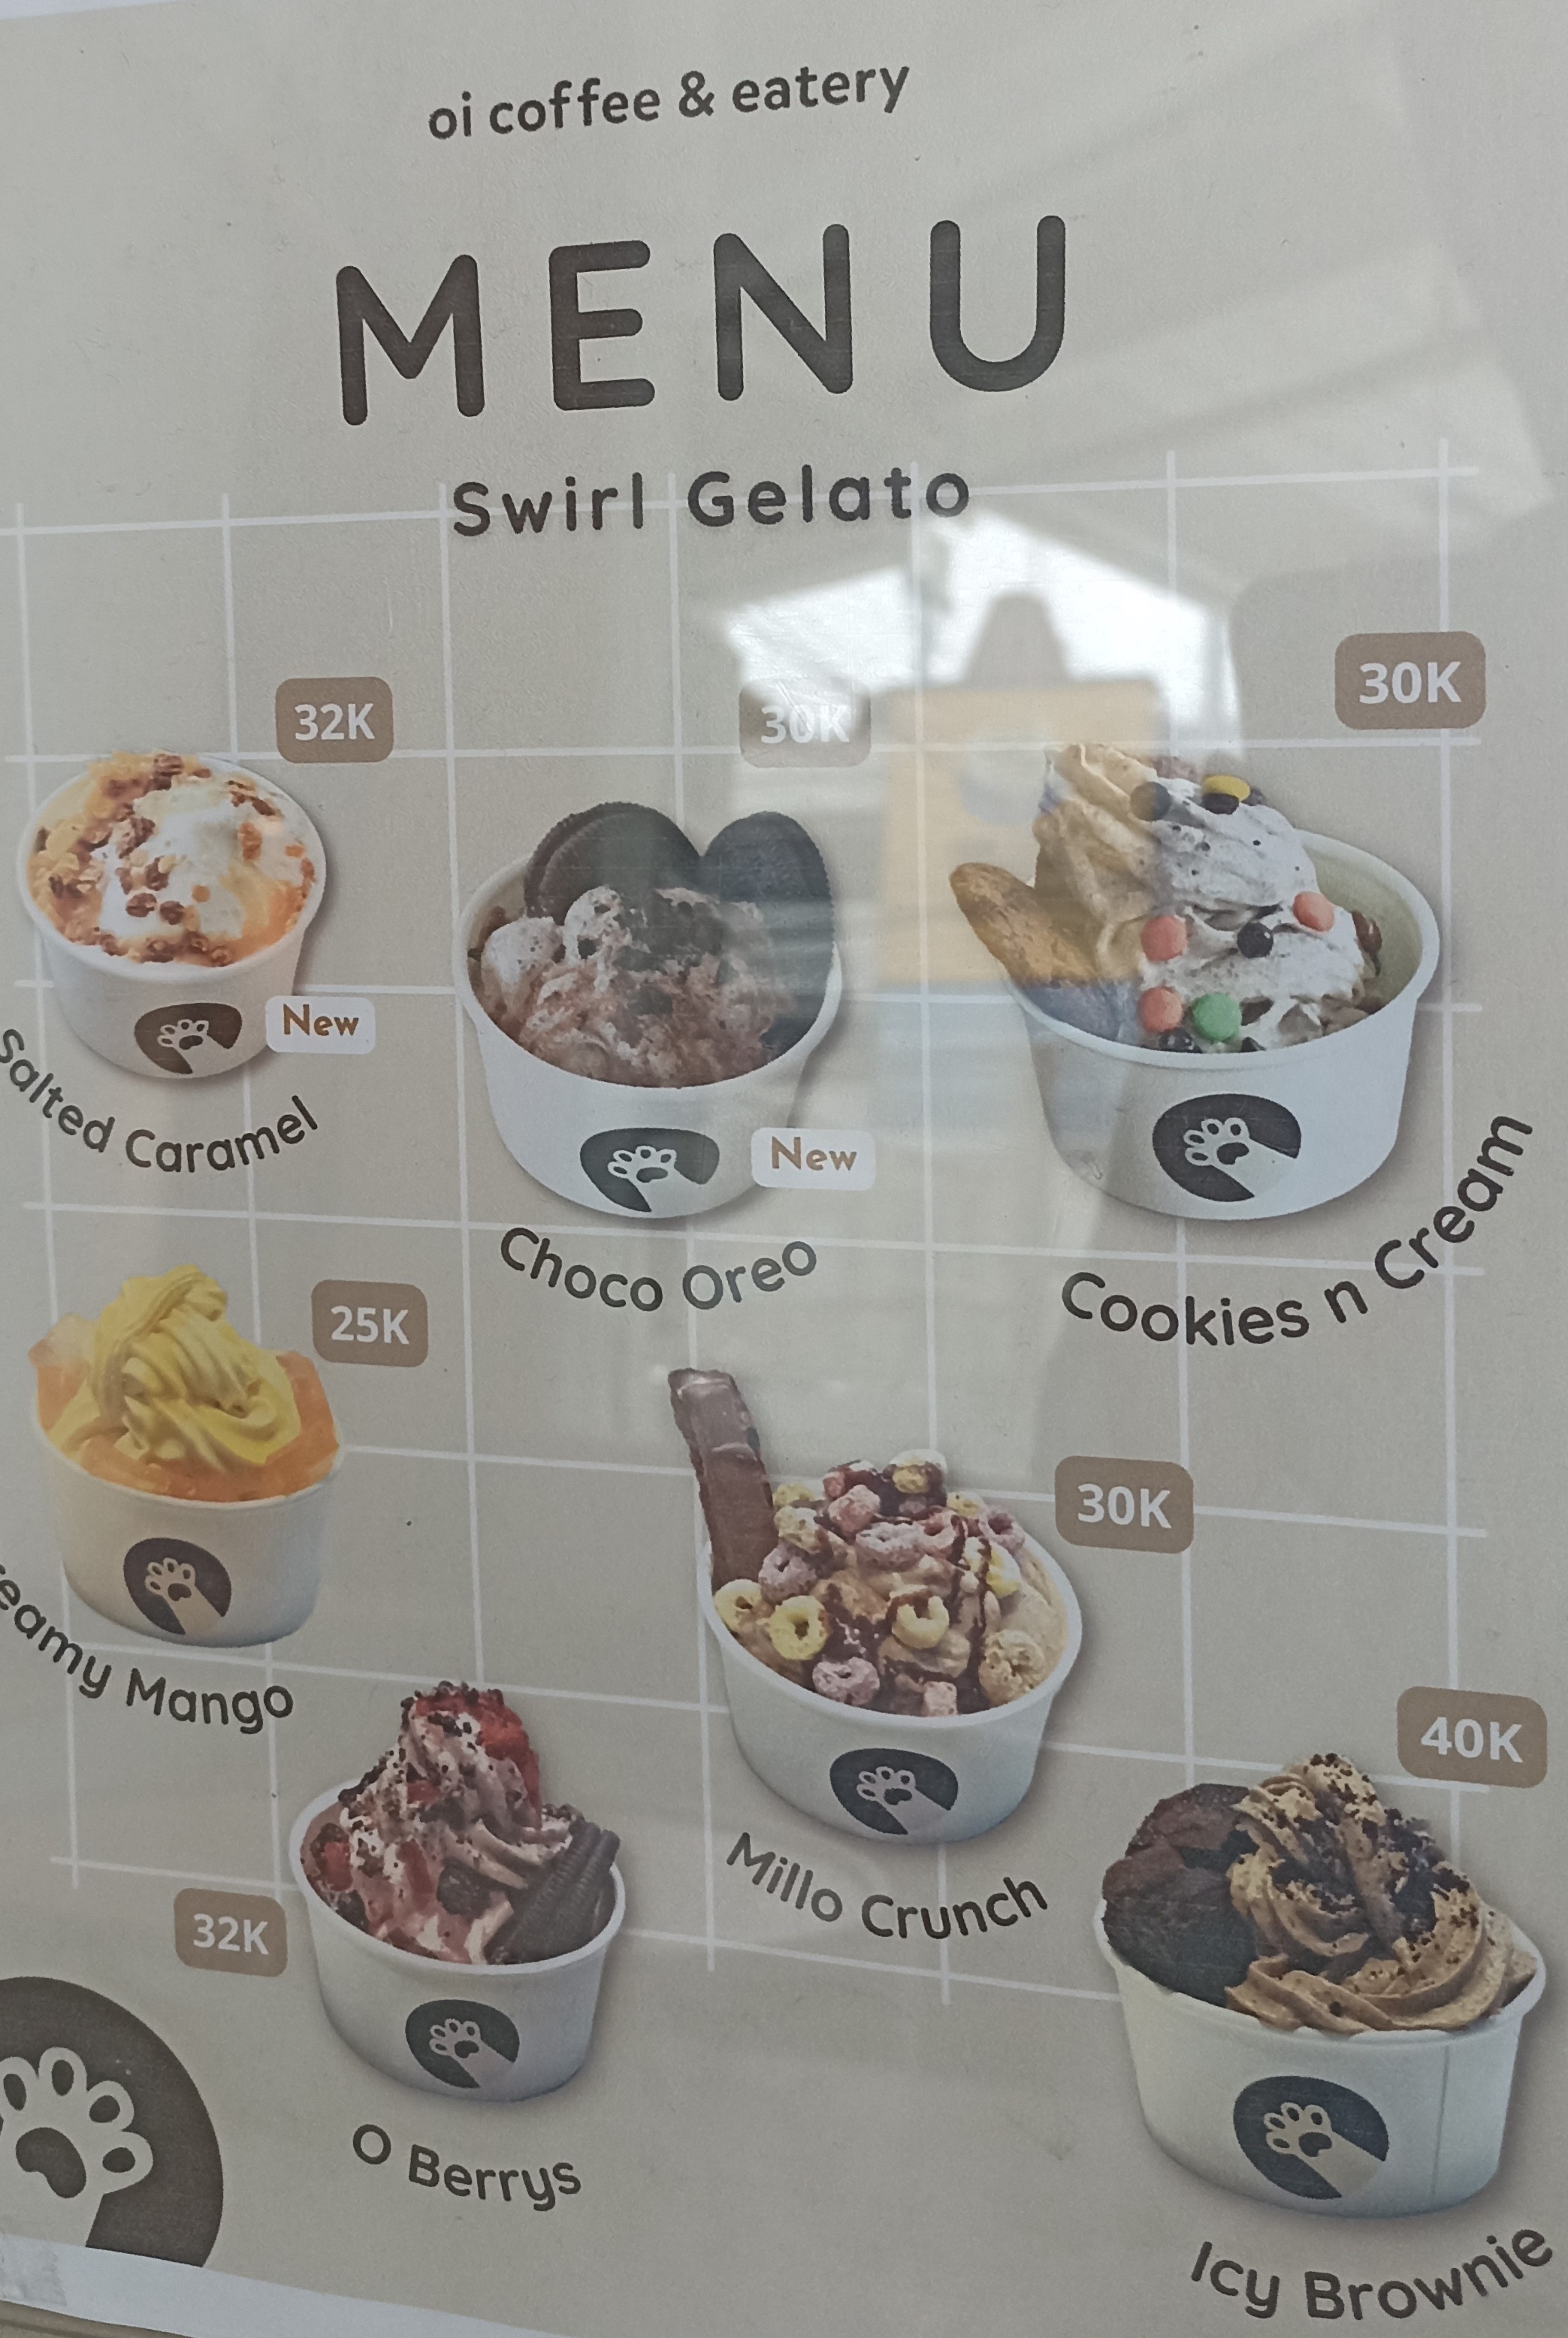 oi coffee & eatery
MENU
Swirl Gelato
32K
New
Salted Caramel
30K
New
Choco Oreo
30K
Cookies n Cream
25K
Mango
30K
Millo Crunch
32K
O Berrys
40K
Icy Brownie